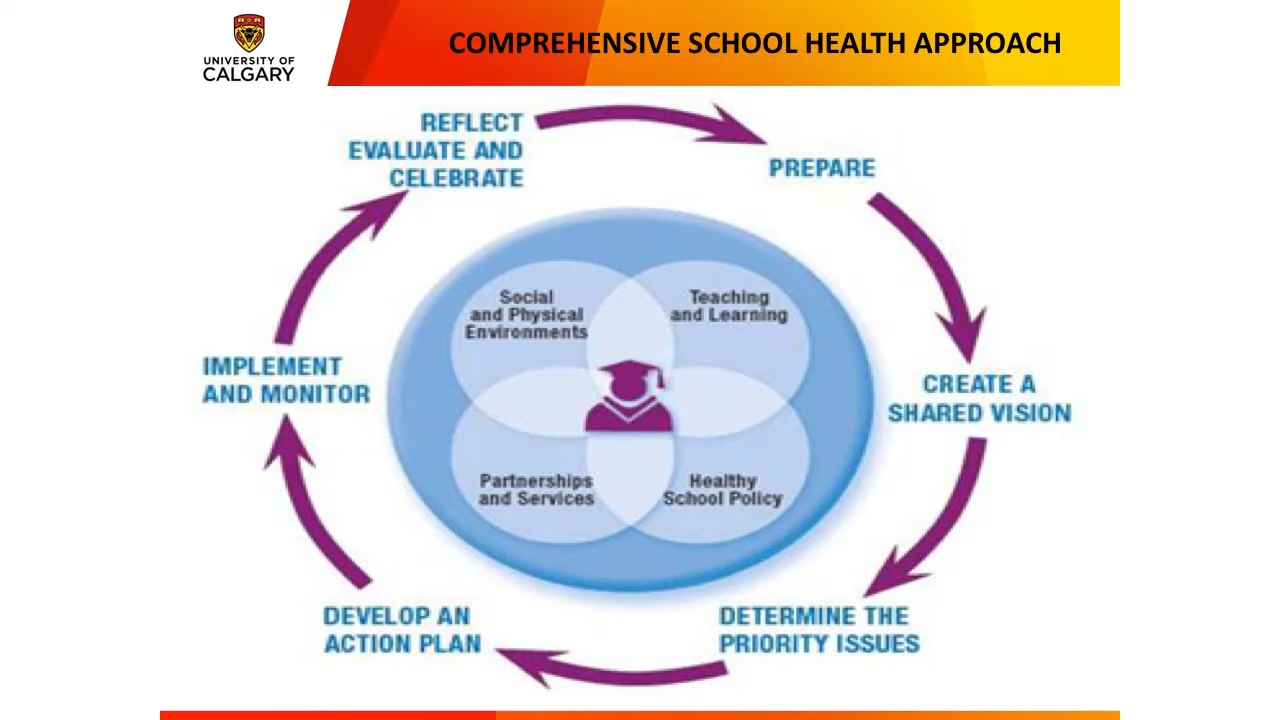 UNIVERSITY OF
CALGARY
COMPREHENSIVE SCHOOL HEALTH APPROACH
REFLECT
EVALUATE AND
CELEBRATE
PREPARE
CREATE A
SHARED VISION
DETERMINE THE
PRIORITY ISSUES
DEVELOP AN
ACTION PLAN
IMPLEMENT
AND MONITOR
Social
and Physical
Environments
Teaching
and Learning
Partnerships
and Services
Healthy
School Policy